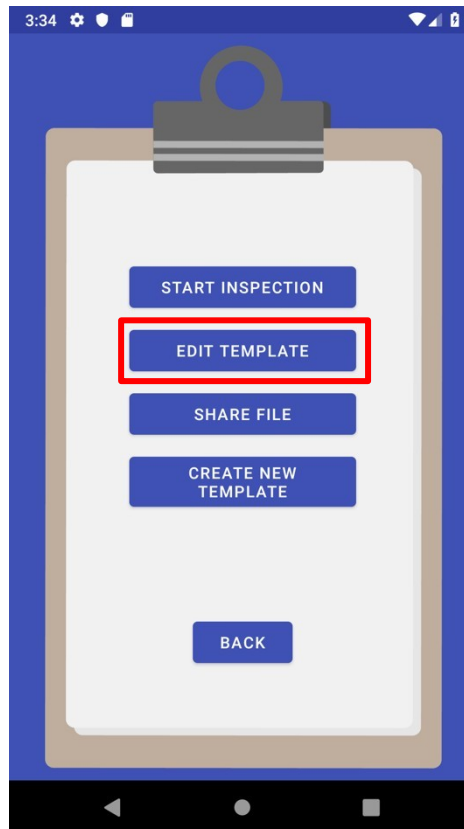 3:34
START INSPECTION
EDIT TEMPLATE
SHARE FILE
CREATE NEW
TEMPLATE
BACK